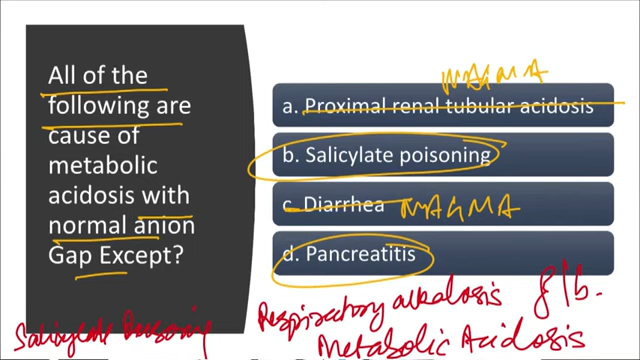 All of the
following are
cause of
metabolic
acidosis with
normal anion
Gap Except?
NAGMA
a. Proximal renal tubular acidosis
b. Salicylate poisoning
c. Diarrhea NAGMA
d. Pancreatitis
Salicylate Poisoning
Respiratory alkalosis f/b.
Metabolic Acidosis